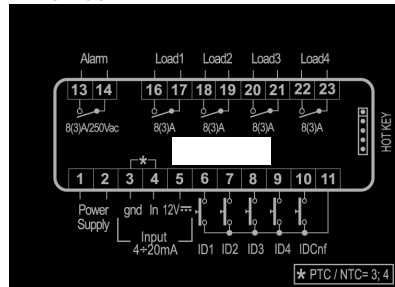 Alarm Load1 Load2 Load3 Load4
13 14 16 17 18 19 20 21 22 23
8(3)A/250Vac 8(3)A 8(3)A 8(3)A 8(3)A
HOT KEY
*
1 2 3 4 5 6 7 8 9 10 11
Power Supply gnd In 12V⎓
Input
4÷20mA
ID1 ID2 ID3 ID4 IDCnf
* PTC / NTC= 3; 4